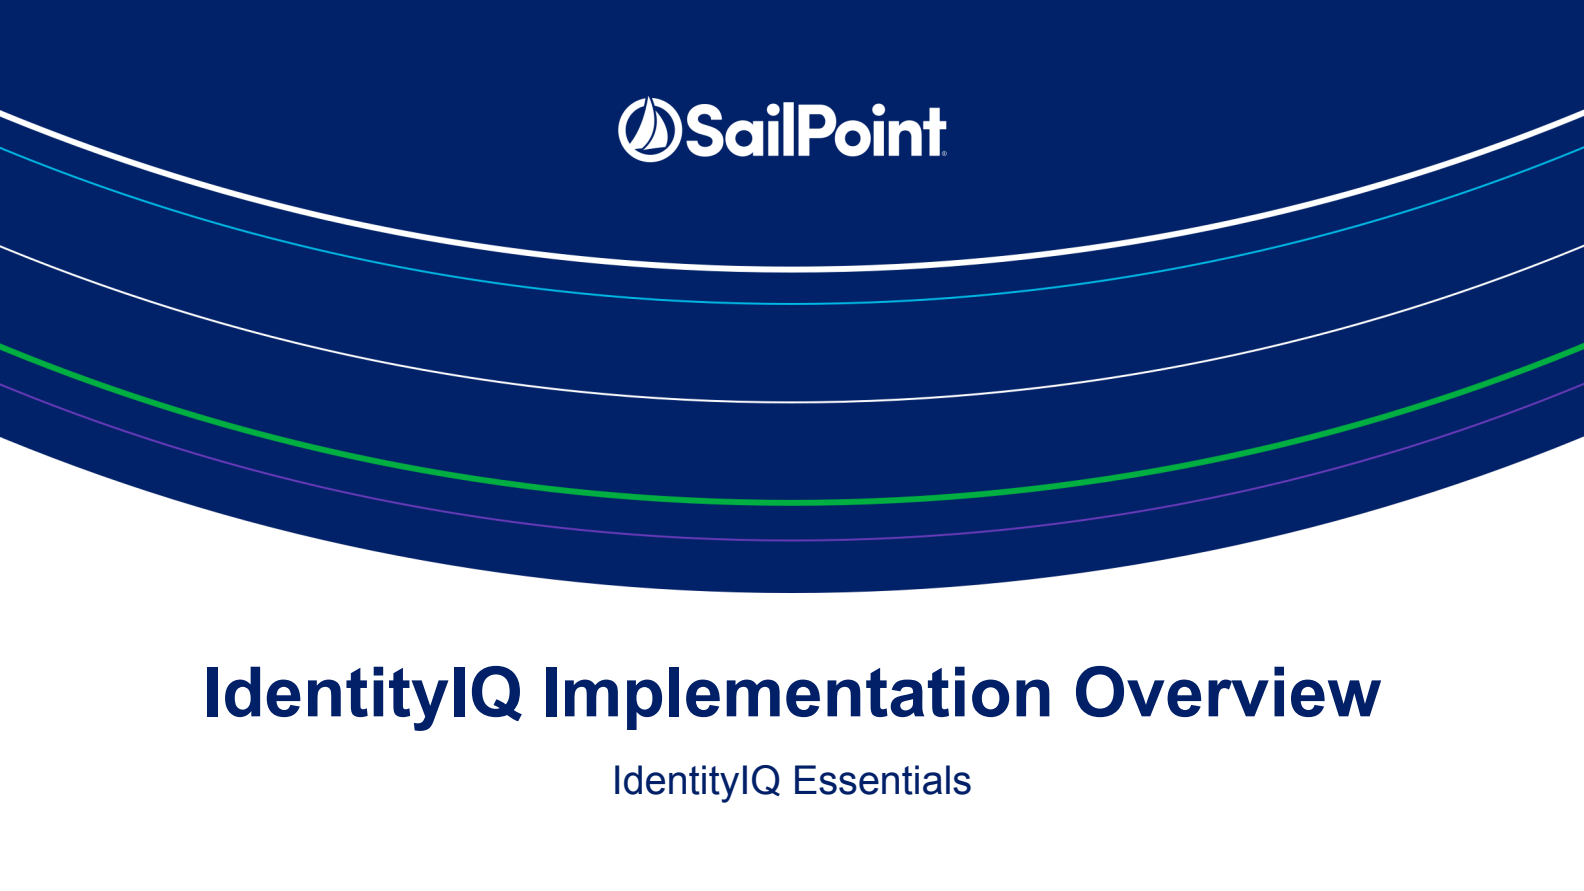 SailPoint
IdentityIQ Implementation Overview
IdentityIQ Essentials